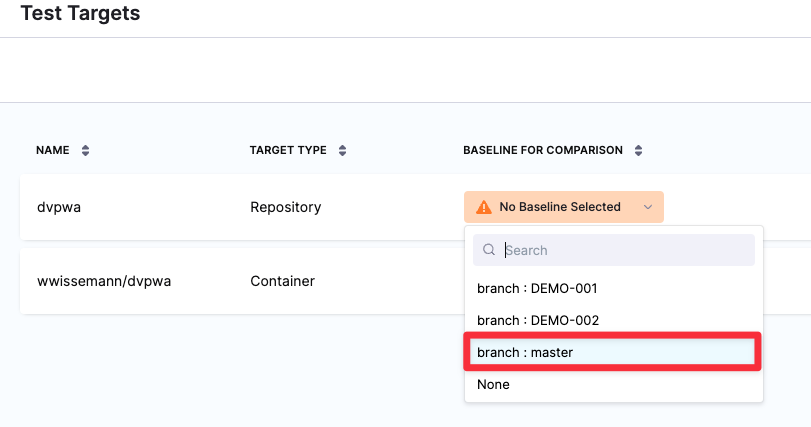 Test Targets
NAME TARGET TYPE BASELINE FOR COMPARISON
dvpwa Repository No Baseline Selected
Search
wwissemann/dvpwa Container
branch : DEMO-001
branch : DEMO-002
branch : master
None